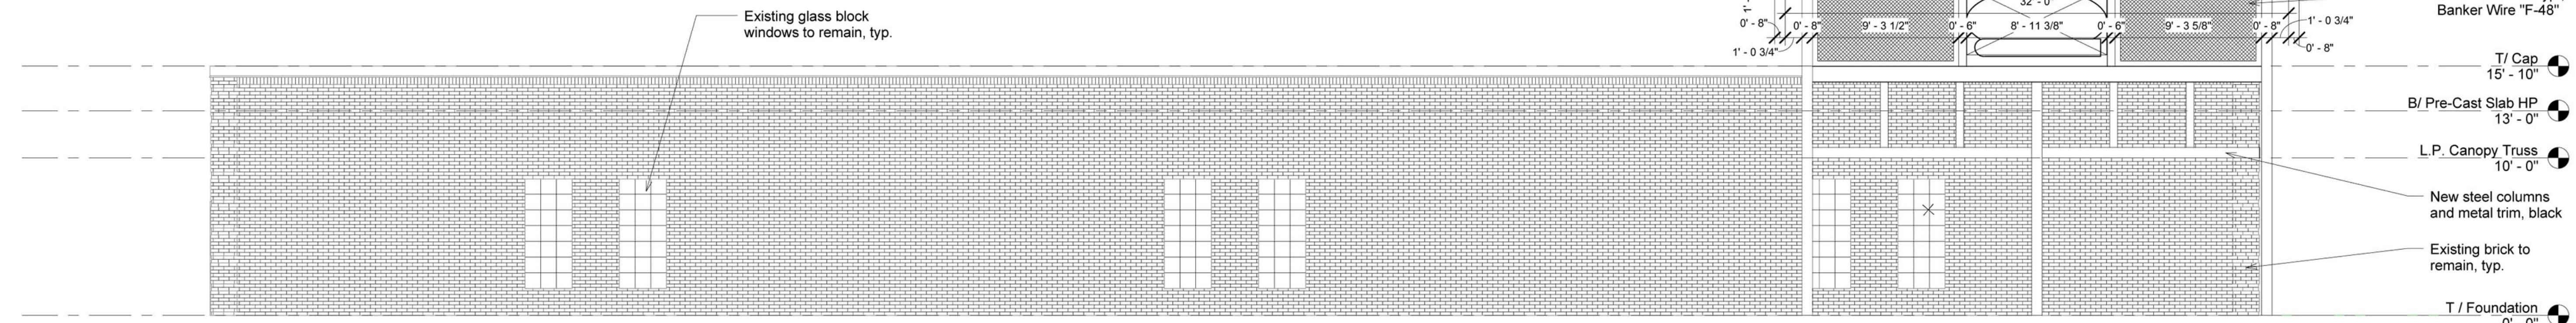 Existing glass block
windows to remain, typ.
32' - 0"
Banker Wire "F-48"
0' - 8"
0' - 8"
9' - 3 1/2"
0' - 6"
8' - 11 3/8"
0' - 6"
9' - 3 5/8"
0' - 8"
1' - 0 3/4"
1' - 0 3/4"
0' - 8"
T/ Cap
15' - 10"
B/ Pre-Cast Slab HP
13' - 0"
L.P. Canopy Truss
10' - 0"
New steel columns
and metal trim, black
Existing brick to
remain, typ.
T / Foundation
0' - 0"